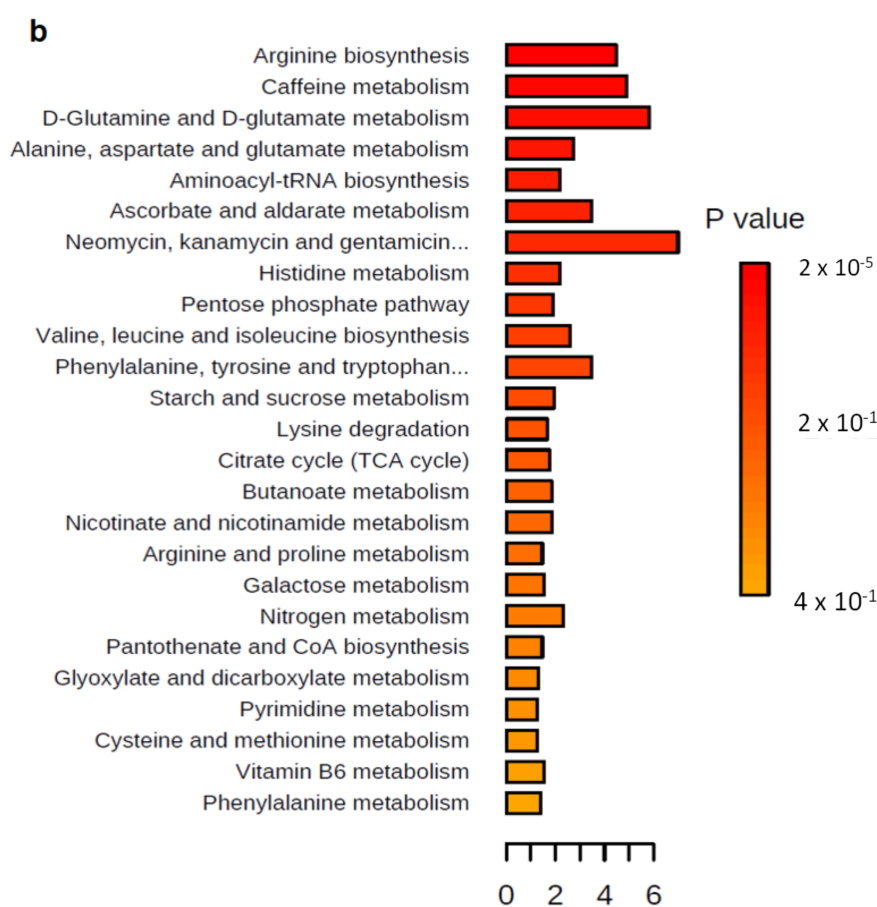 b
Arginine biosynthesis
Caffeine metabolism
D-Glutamine and D-glutamate metabolism
Alanine, aspartate and glutamate metabolism
Aminoacyl-tRNA biosynthesis
Ascorbate and aldarate metabolism
Neomycin, kanamycin and gentamicin...
Histidine metabolism
Pentose phosphate pathway
Valine, leucine and isoleucine biosynthesis
Phenylalanine, tyrosine and tryptophan...
Starch and sucrose metabolism
Lysine degradation
Citrate cycle (TCA cycle)
Butanoate metabolism
Nicotinate and nicotinamide metabolism
Arginine and proline metabolism
Galactose metabolism
Nitrogen metabolism
Pantothenate and CoA biosynthesis
Glyoxylate and dicarboxylate metabolism
Pyrimidine metabolism
Cysteine and methionine metabolism
Vitamin B6 metabolism
Phenylalanine metabolism
0 2 4 6
P value
2 x 10⁻⁵
2 x 10⁻¹
4 x 10⁻¹